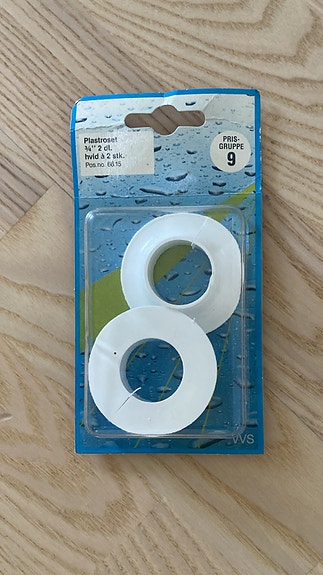 Plastroset
¾" 2 dl.
hvid à 2 stk.
Pos.no. 6615
PRIS-
GRUPPE
9
VVS